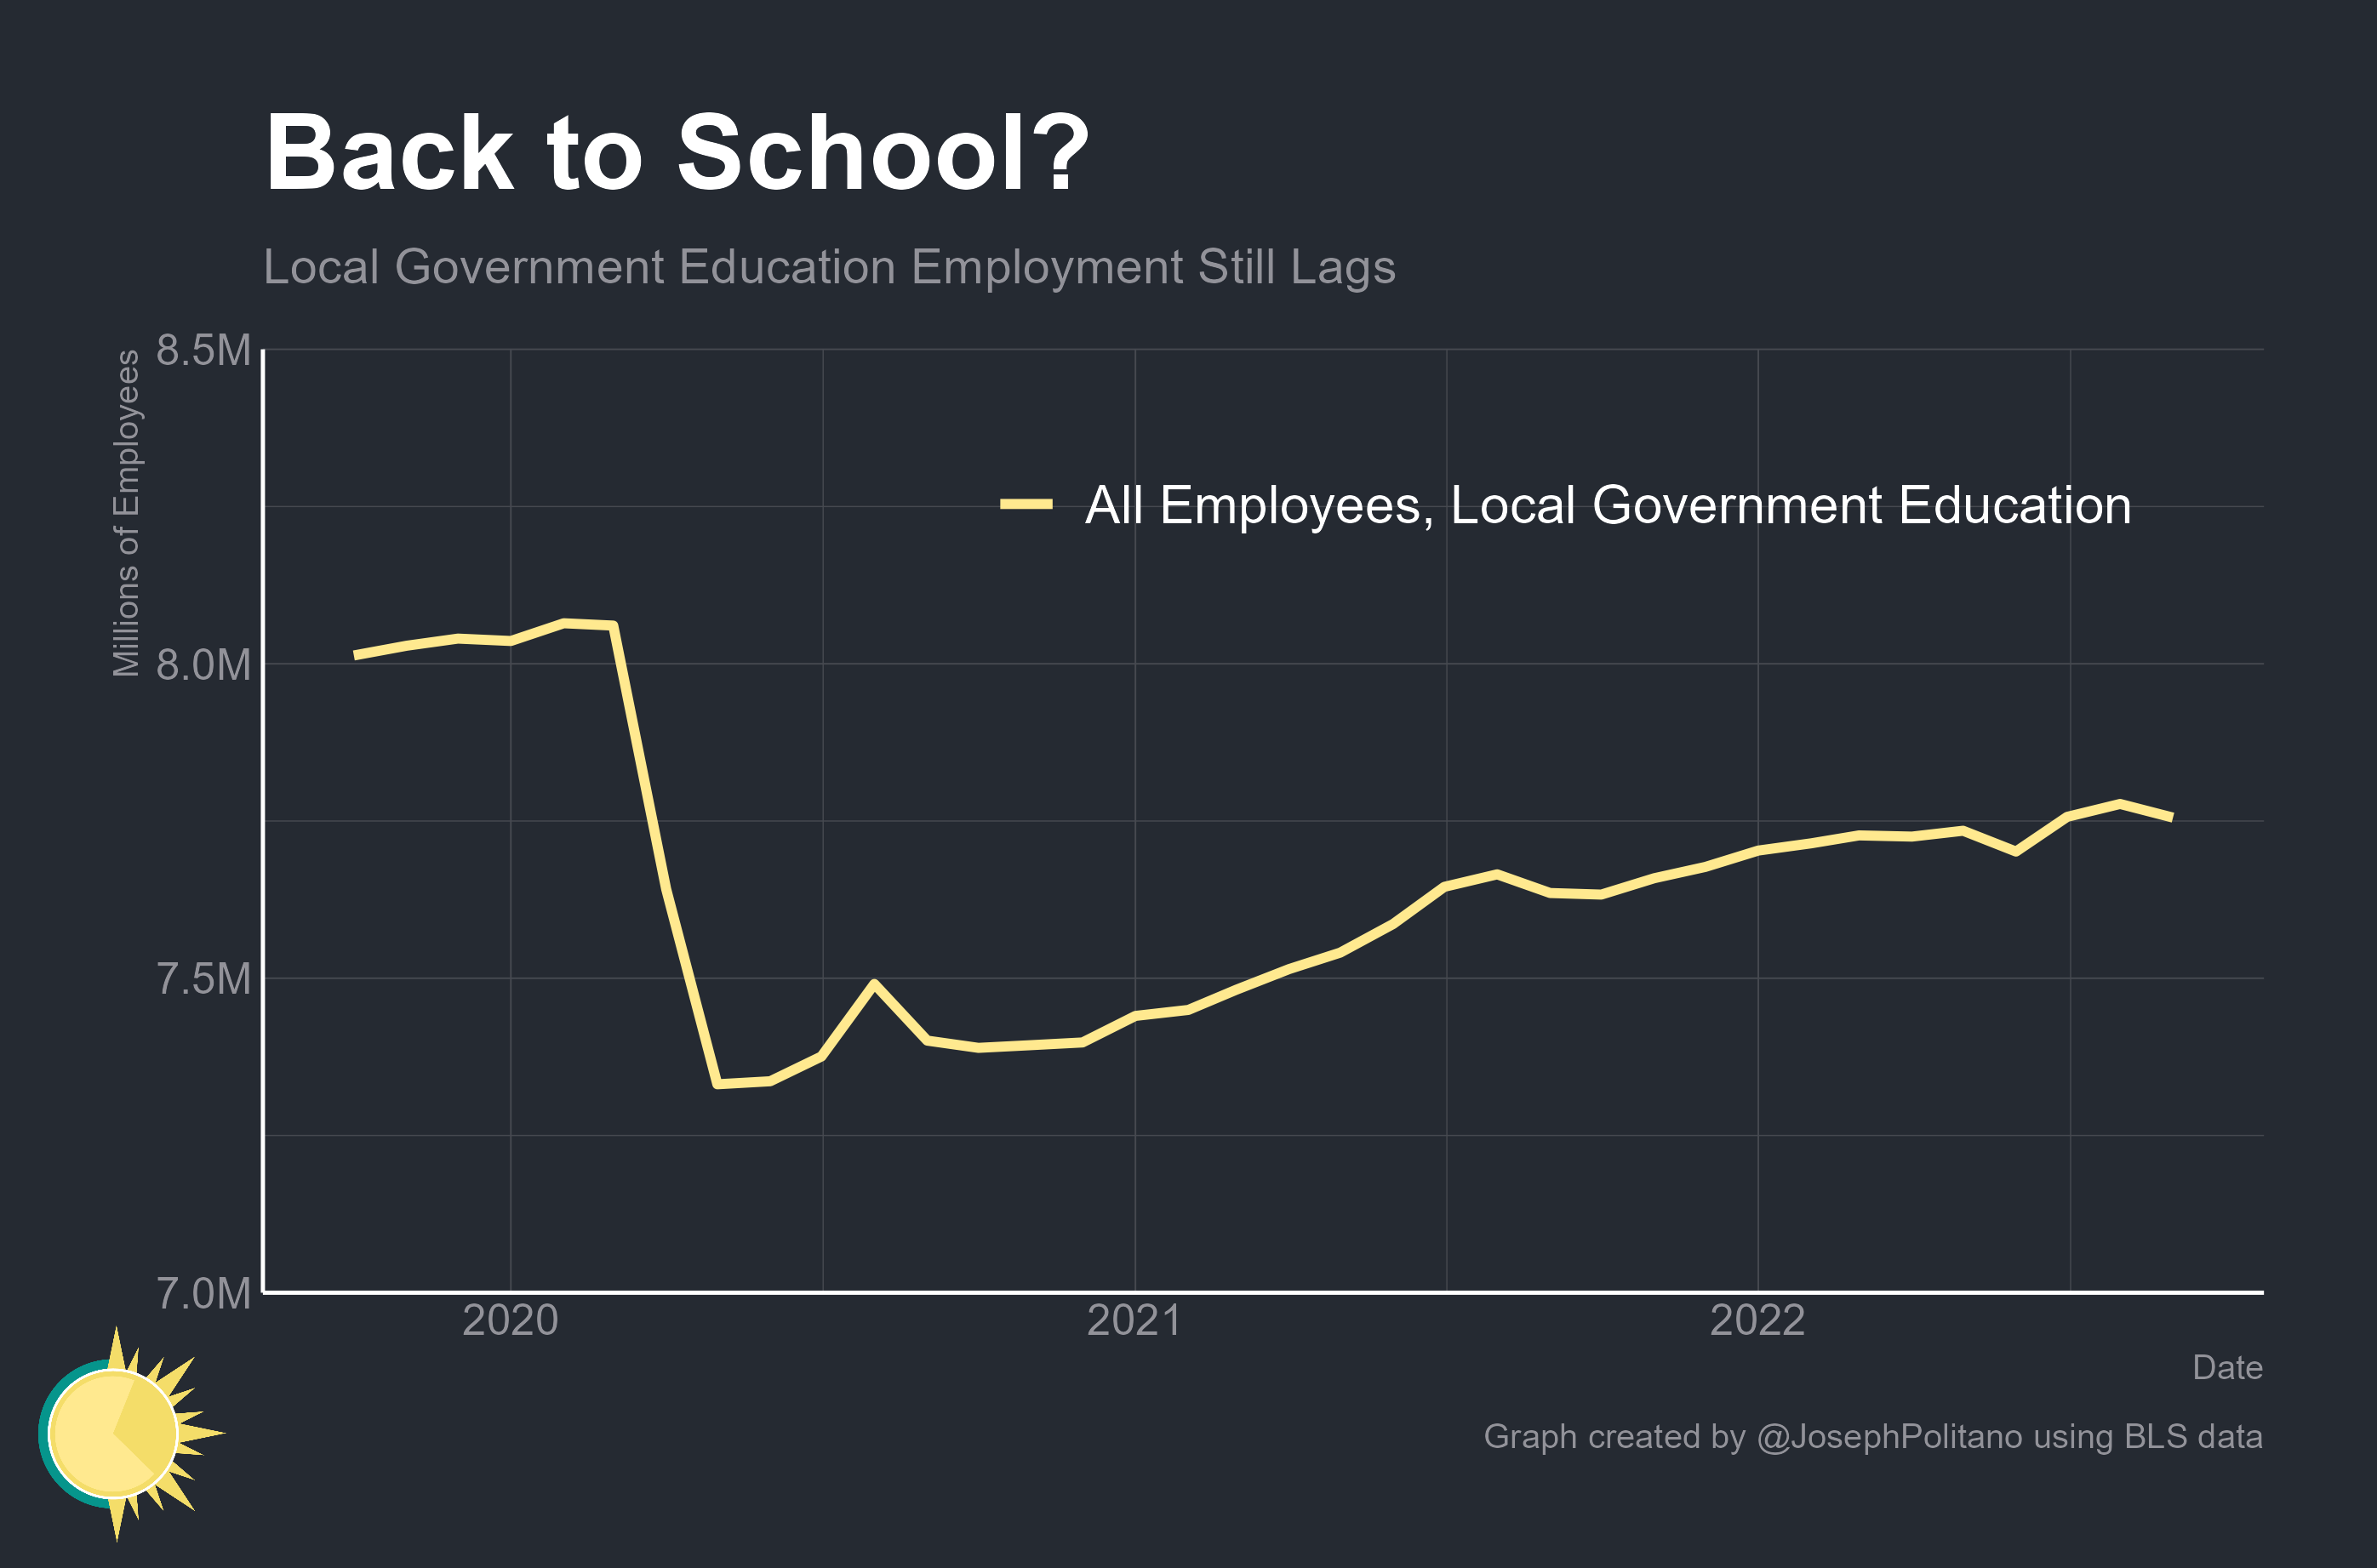 Back to School?
Local Government Education Employment Still Lags
Millions of Employees
8.5M
All Employees, Local Government Education
8.0M
7.5M
7.0M
2020
2021
2022
Date
Graph created by @JosephPolitano using BLS data